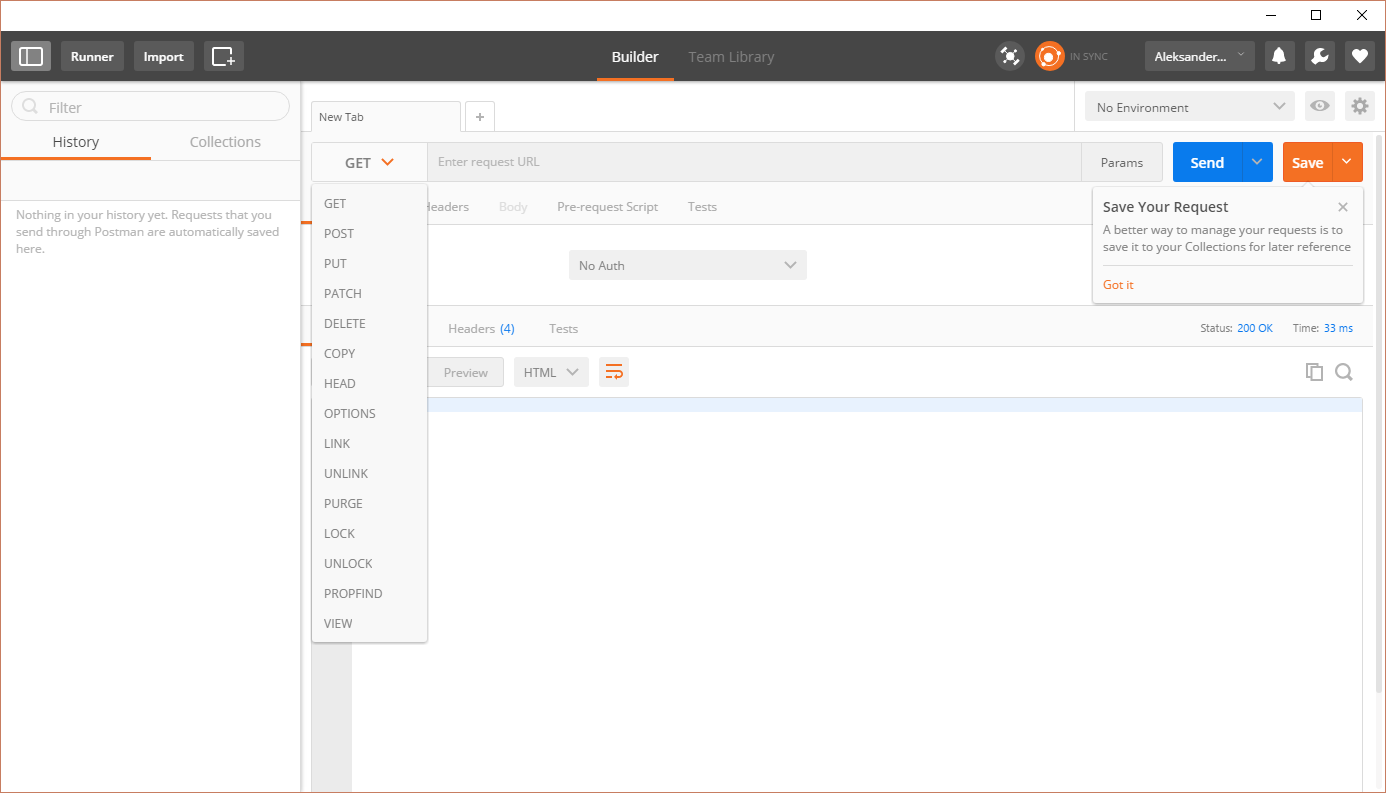 Runner
Import
Builder
Team Library
IN SYNC
Aleksander...
Filter
History
Collections
Nothing in your history yet. Requests that you
send through Postman are automatically saved
here.
New Tab
No Environment
GET
Enter request URL
Params
Send
Save
GET
POST
PUT
PATCH
DELETE
COPY
HEAD
OPTIONS
LINK
UNLINK
PURGE
LOCK
UNLOCK
PROPFIND
VIEW
Headers
Body
Pre-request Script
Tests
Save Your Request
A better way to manage your requests is to
save it to your Collections for later reference
Got it
No Auth
Headers (4)
Tests
Status: 200 OK
Time: 33 ms
Preview
HTML